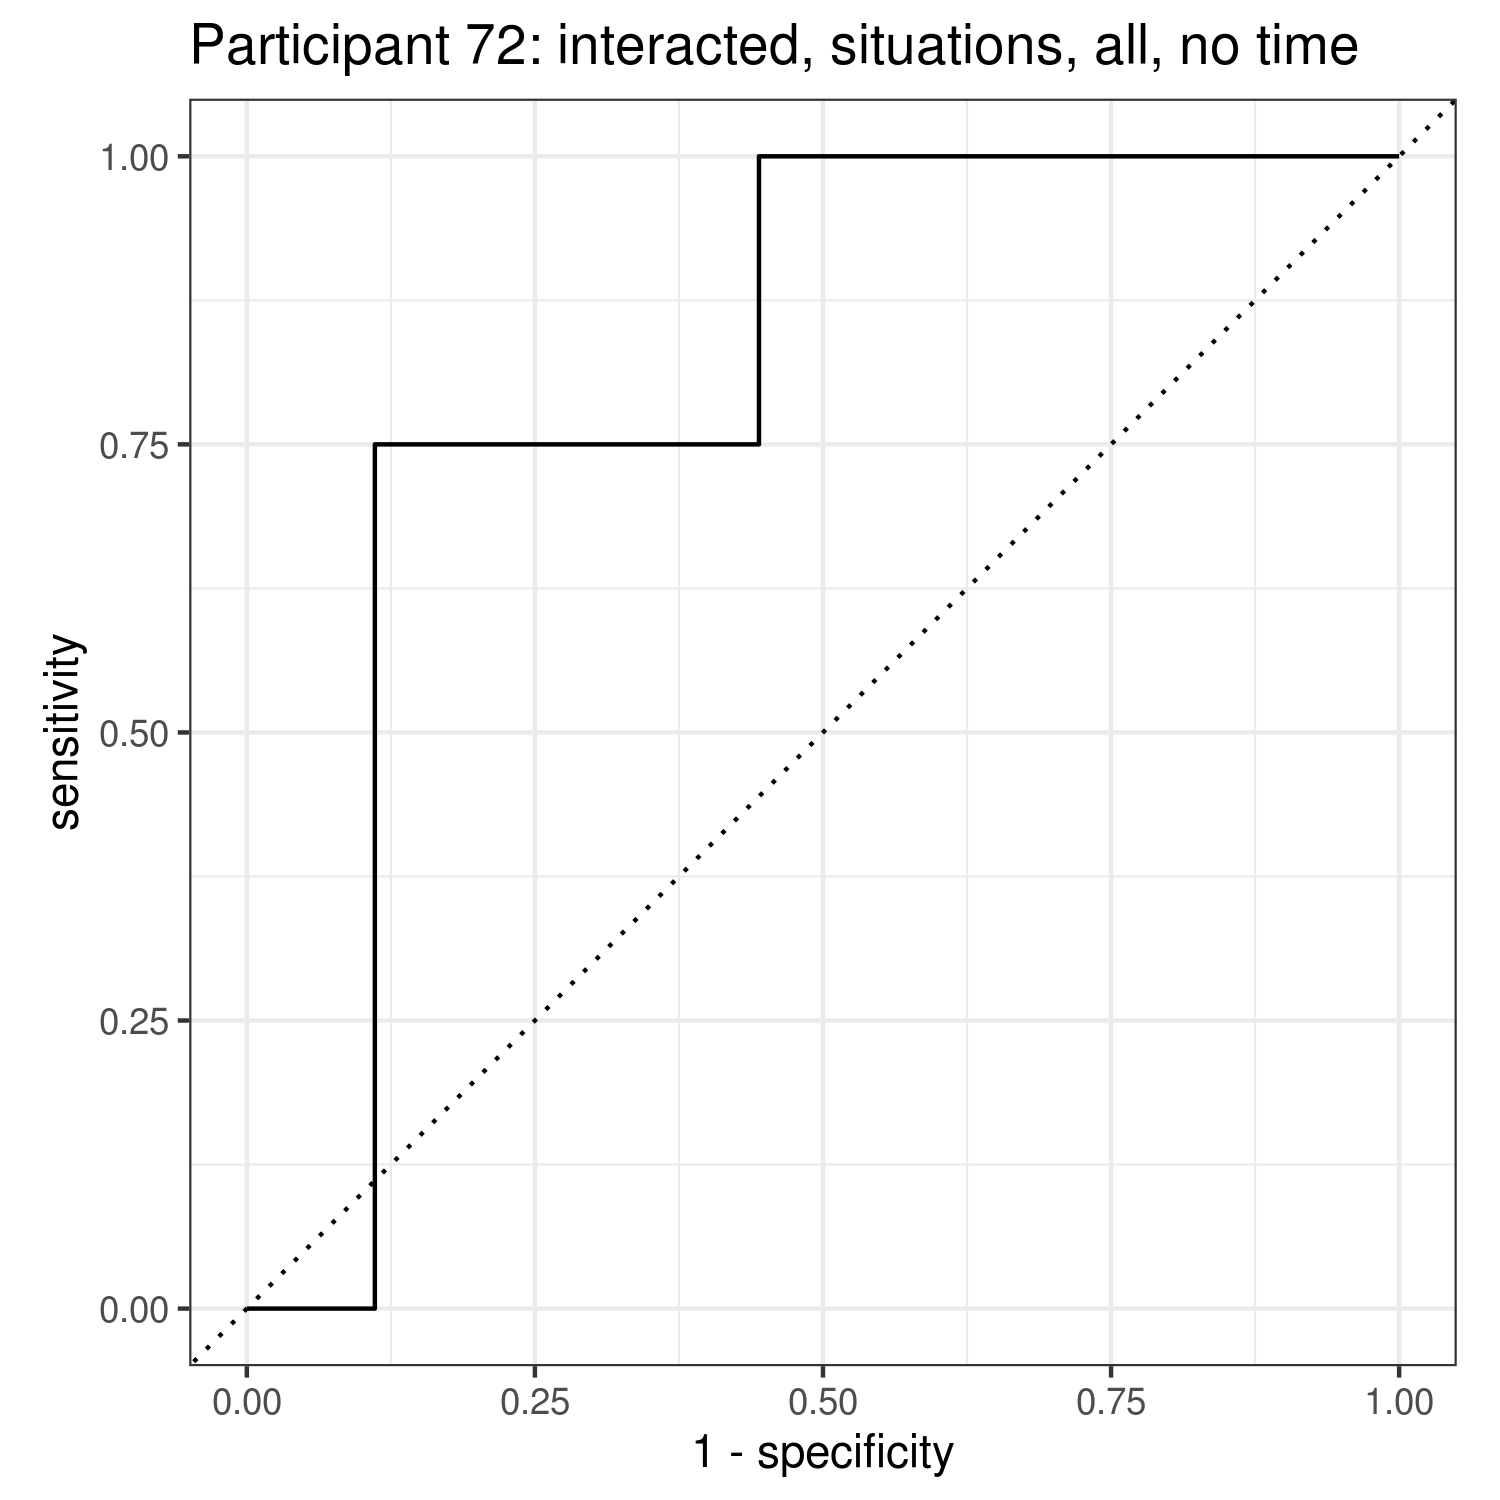 Participant 72: interacted, situations, all, no time
1.00
0.75
0.50
0.25
0.00
sensitivity
0.00 0.25 0.50 0.75 1.00
1 - specificity